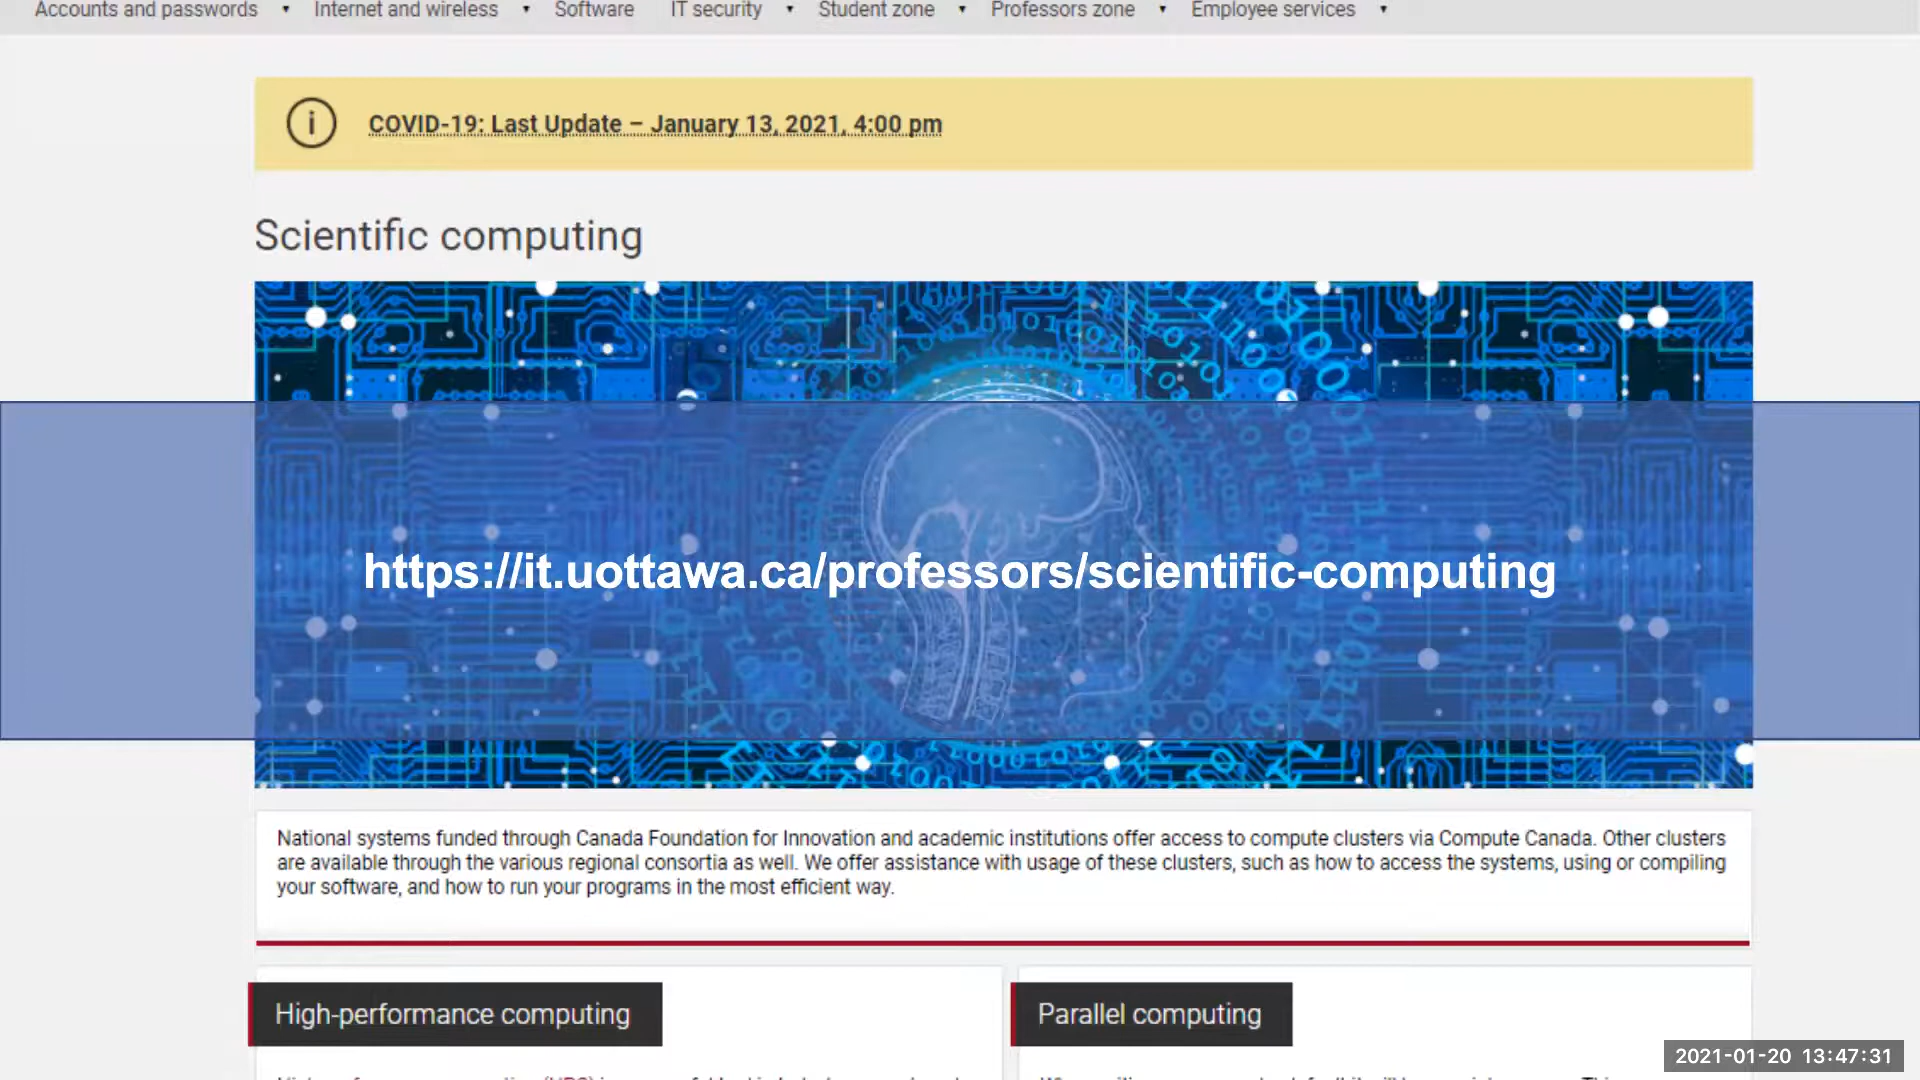 Accounts and passwords Internet and wireless Software IT security Student zone Professors zone Employee services
COVID-19: Last Update – January 13, 2021, 4:00 pm
Scientific computing
https://it.uottawa.ca/professors/scientific-computing
National systems funded through Canada Foundation for Innovation and academic institutions offer access to compute clusters via Compute Canada. Other clusters
are available through the various regional consortia as well. We offer assistance with usage of these clusters, such as how to access the systems, using or compiling
your software, and how to run your programs in the most efficient way.
High-performance computing
Parallel computing
2021-01-20 13:47:31